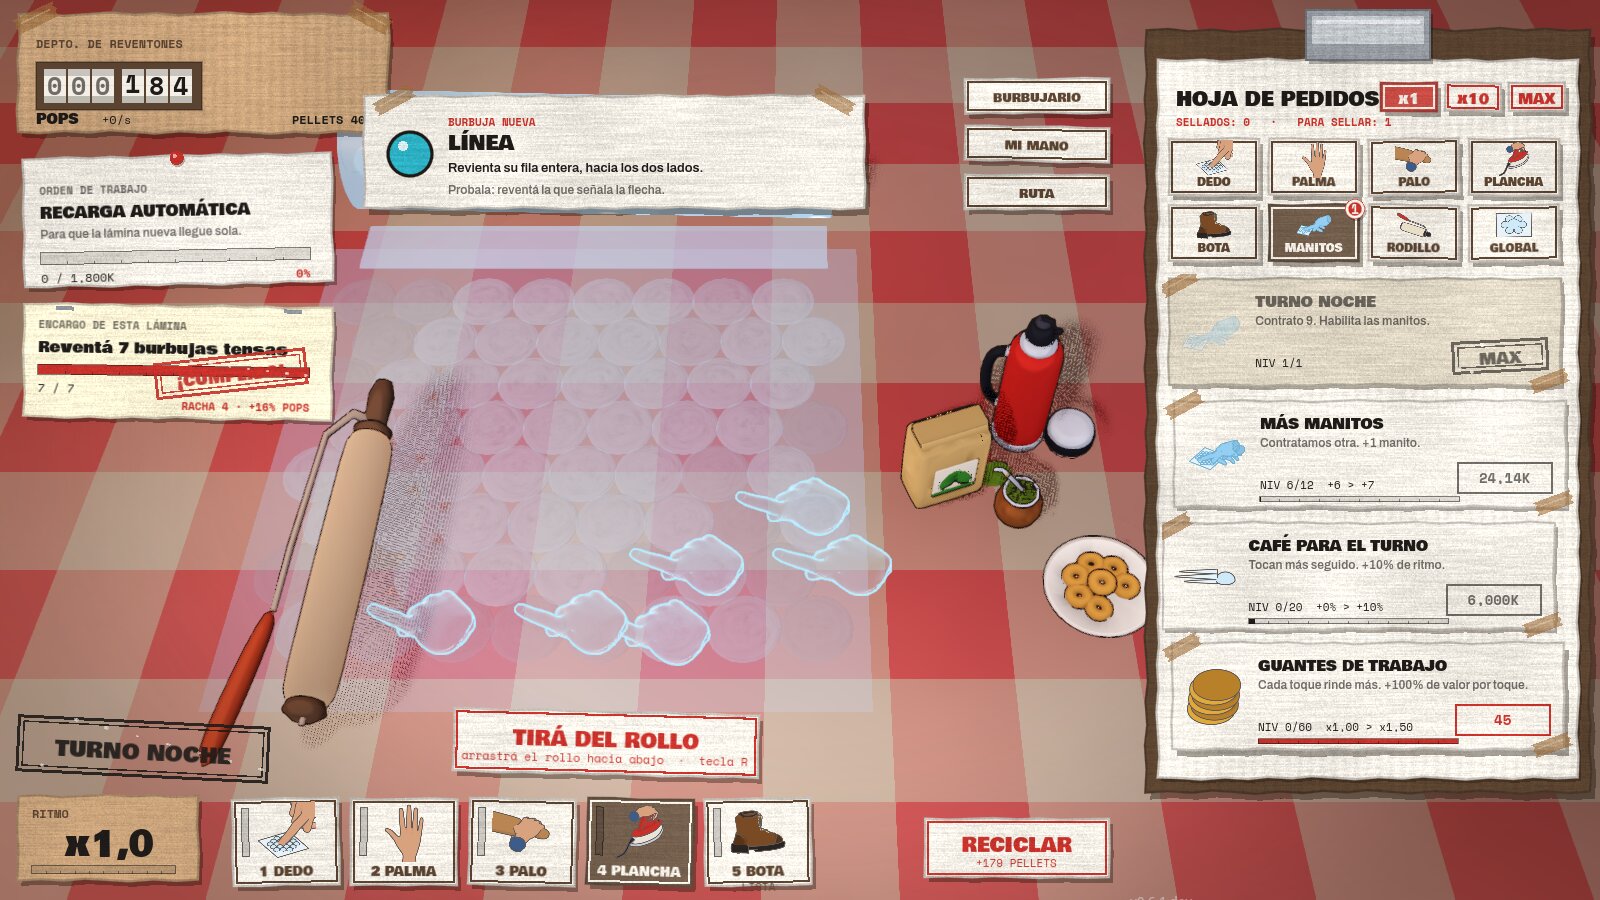 DEPTO. DE REVENTONES
000184
POPS +0/s PELLETS 40
ORDEN DE TRABAJO
RECARGA AUTOMÁTICA
Para que la lámina nueva llegue sola.
0 / 1.800K 0%
ENCARGO DE ESTA LÁMINA
Reventá 7 burbujas tensas
7 / 7
RACHA 4 · +16% POPS
BURBUJA NUEVA
LÍNEA
Revienta su fila entera, hacia los dos lados.
Probala: reventá la que señala la flecha.
BURBUJARIO
MI MANO
RUTA
HOJA DE PEDIDOS x1 x10 MAX
SELLADOS: 0 · PARA SELLAR: 1
DEDO PALMA PALO PLANCHA
1
BOTA MANITOS RODILLO GLOBAL
TURNO NOCHE
Contrato 9. Habilita las manitos.
NIV 1/1 MAX
MÁS MANITOS
Contratamos otra. +1 manito.
NIV 6/12 +6 > +7 24,14K
CAFÉ PARA EL TURNO
Tocan más seguido. +10% de ritmo.
NIV 0/20 +0% > +10% 6,000K
GUANTES DE TRABAJO
Cada toque rinde más. +100% de valor por toque.
NIV 0/60 x1,00 > x1,50 45
TURNO NOCHE
TIRÁ DEL ROLLO
arrastrá el rollo hacia abajo · tecla R
RITMO
x1,0
1 DEDO 2 PALMA 3 PALO 4 PLANCHA 5 BOTA
LISTA
RECICLAR
+179 PELLETS